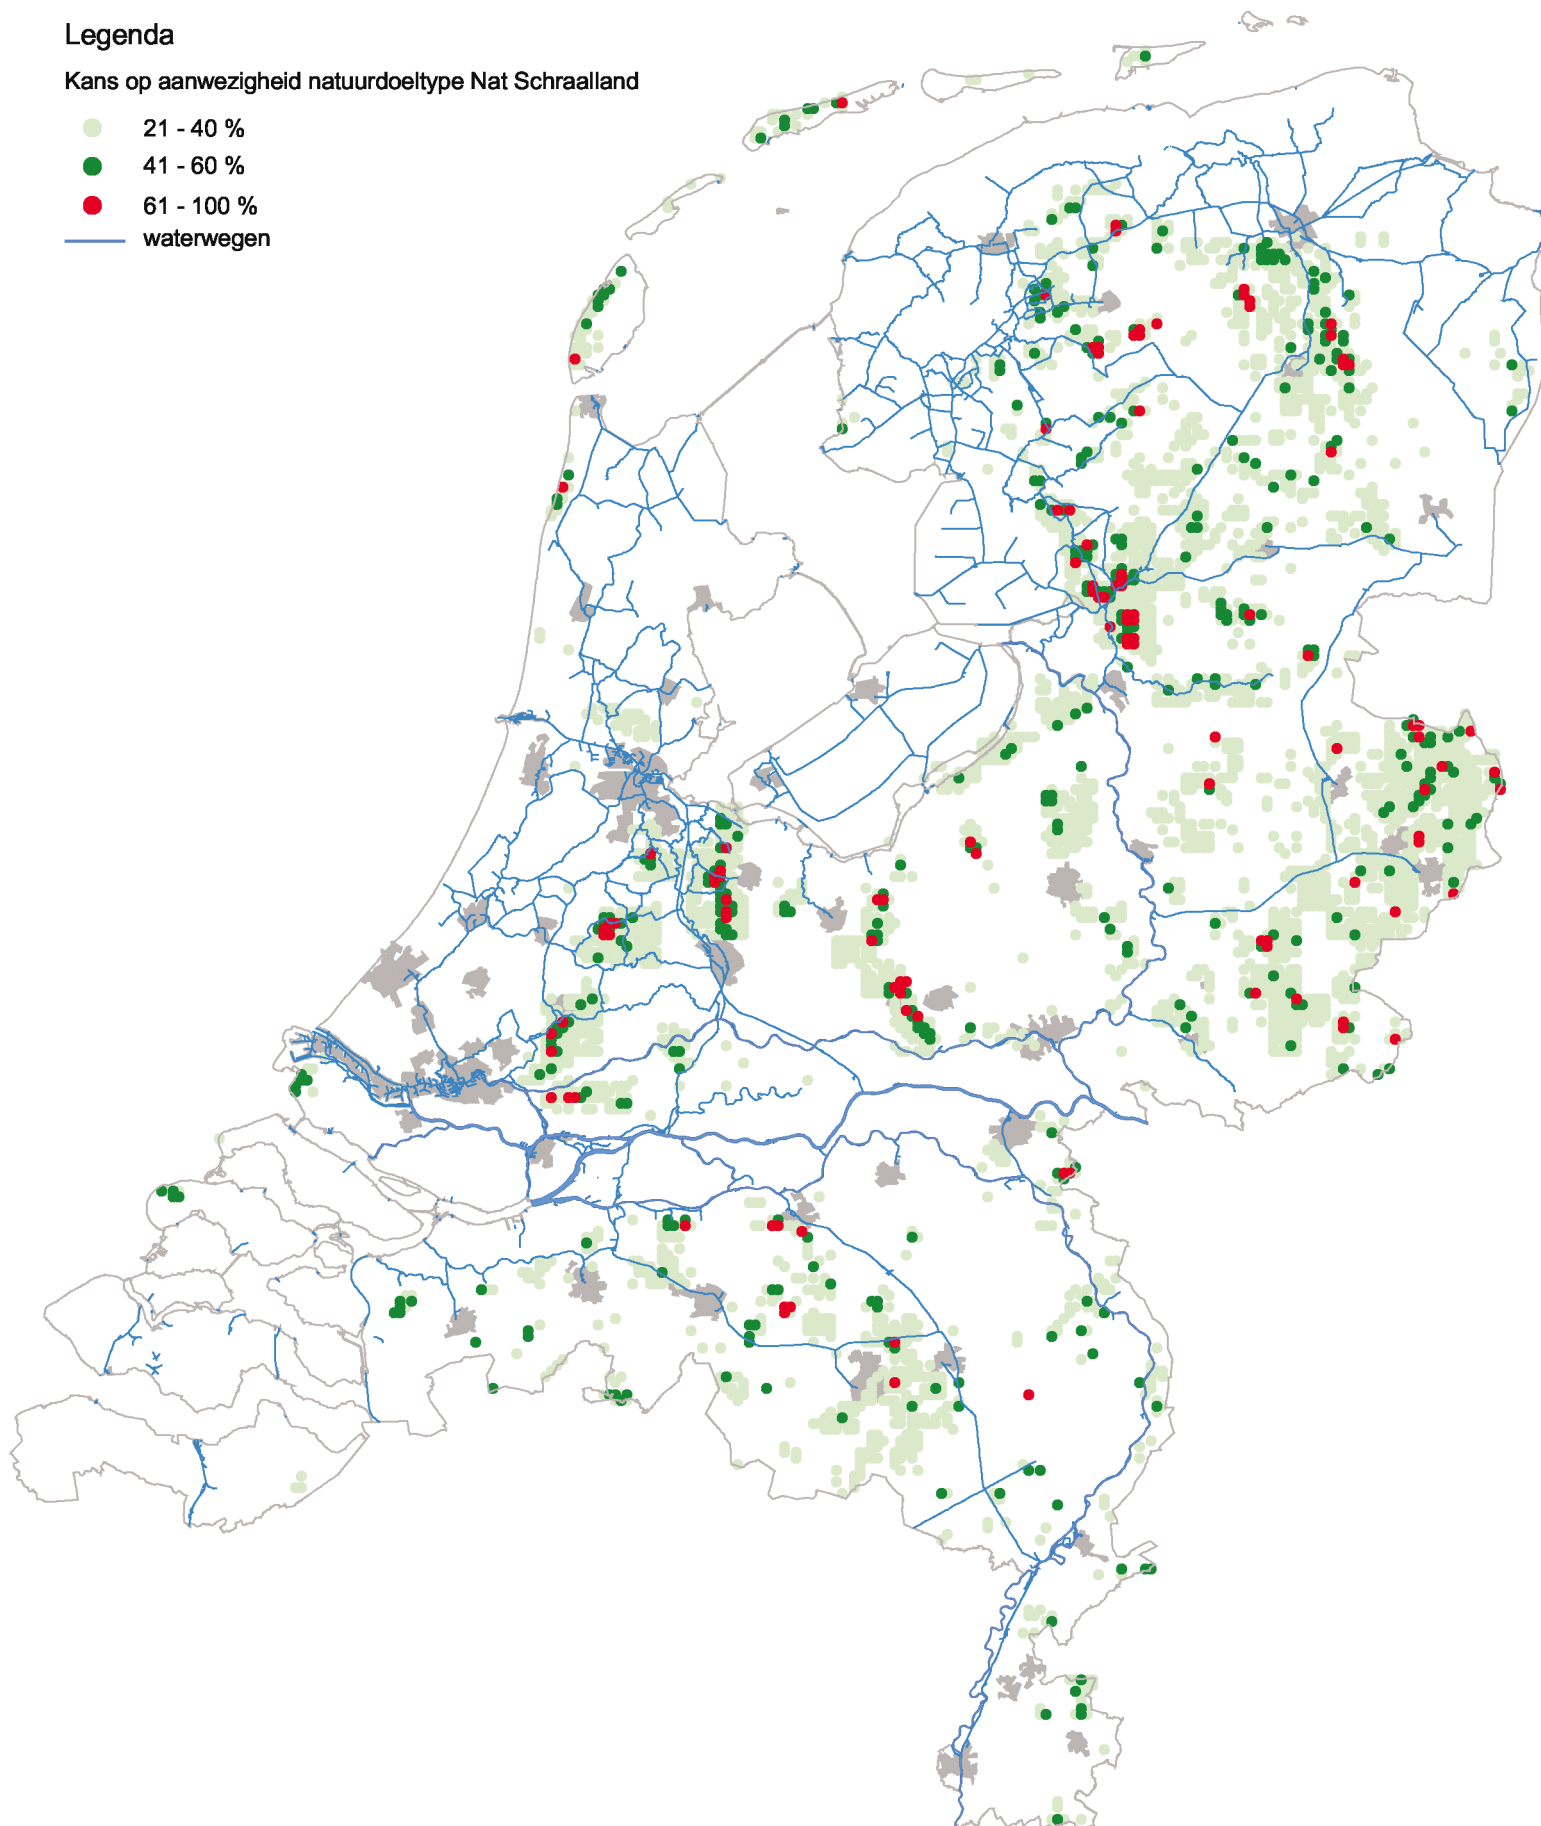 Legenda
Kans op aanwezigheid natuurdoeltype Nat Schraalland
21 - 40 %
41 - 60 %
61 - 100 %
waterwegen